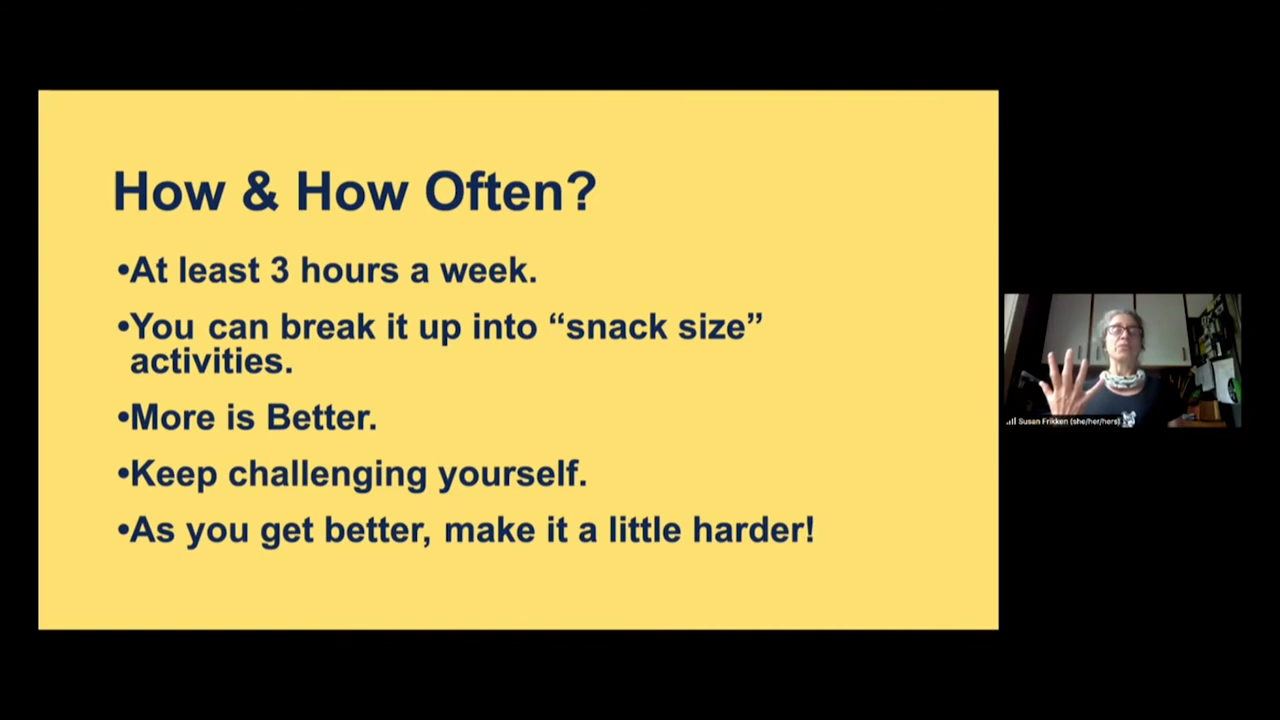 How & How Often?
•At least 3 hours a week.
•You can break it up into “snack size”
activities.
•More is Better.
•Keep challenging yourself.
•As you get better, make it a little harder!
Susan Frikken (she/her/hers)